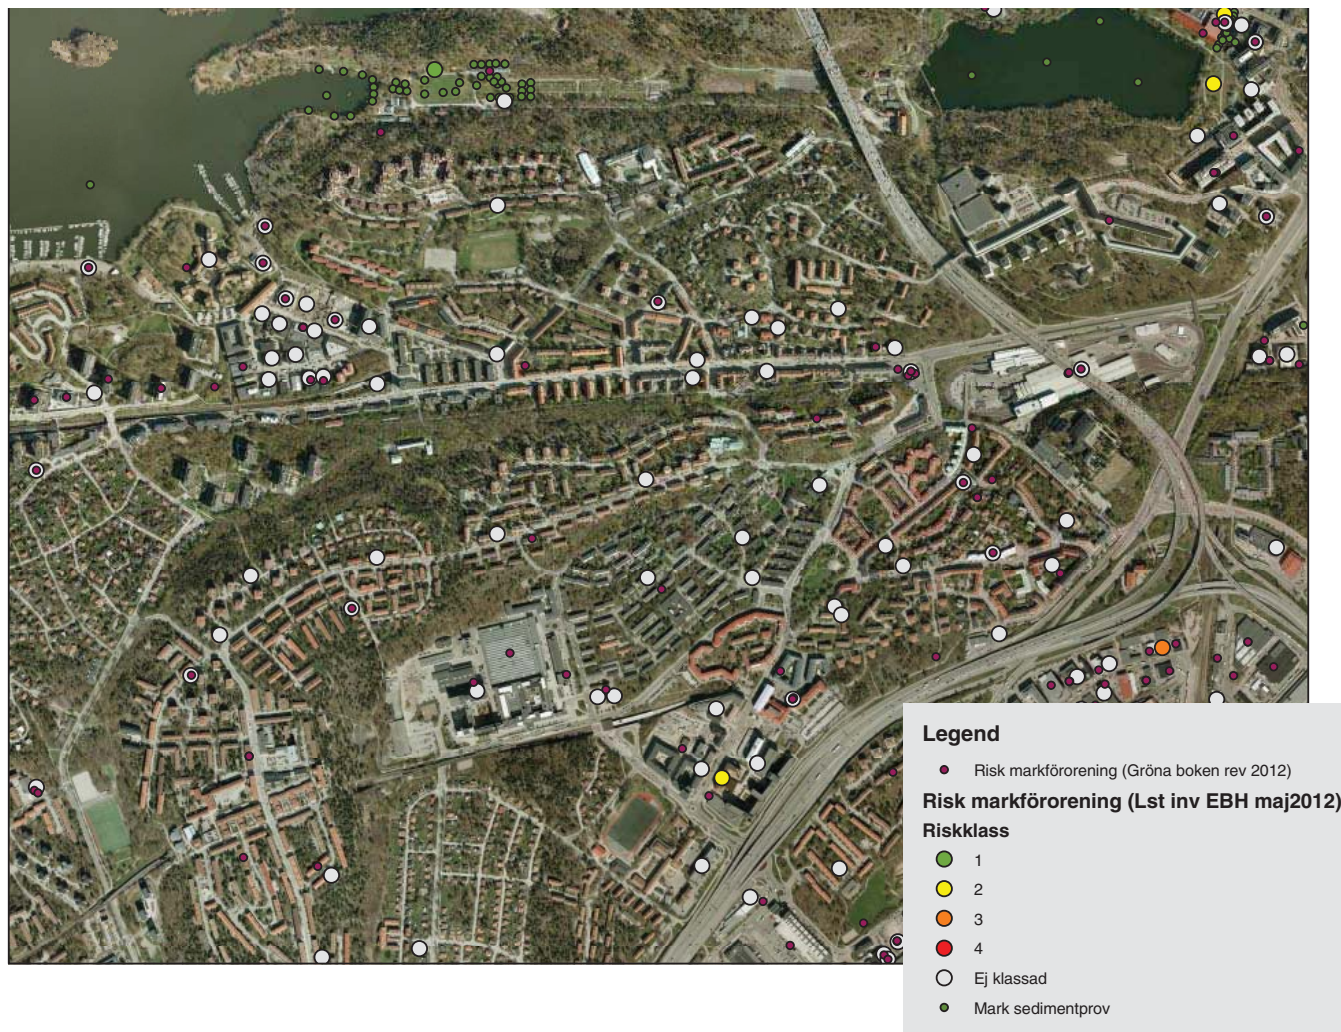 Legend
Risk markförorening (Gröna boken rev 2012)
Risk markförorening (Lst inv EBH maj2012)
Riskklass
1
2
3
4
Ej klassad
Mark sedimentprov